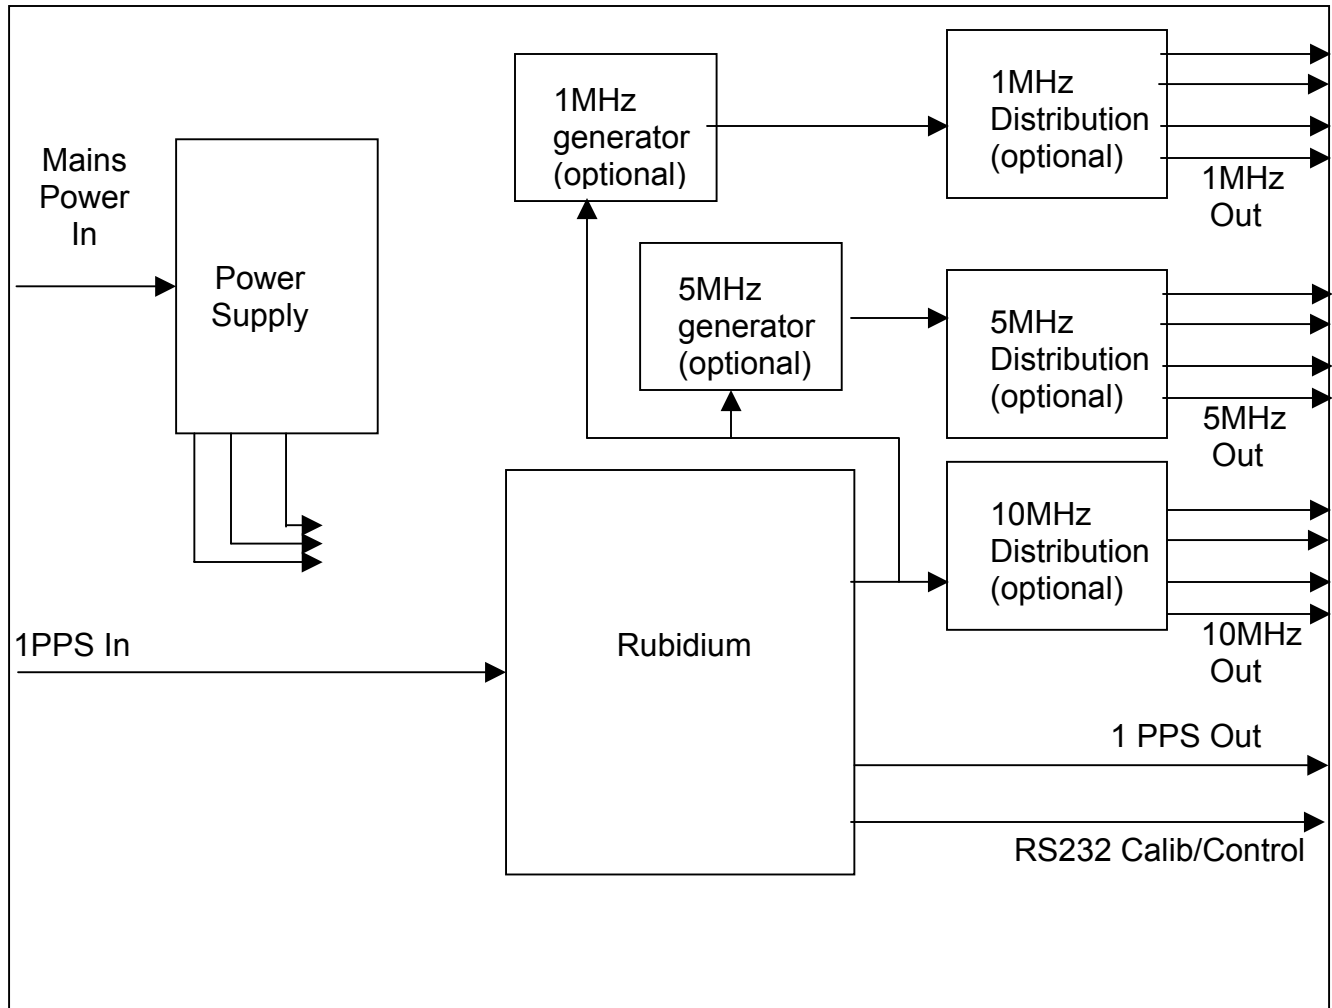 Mains
Power
In
Power
Supply
1MHz
generator
(optional)
1MHz
Distribution
(optional)
1MHz
Out
5MHz
generator
(optional)
5MHz
Distribution
(optional)
5MHz
Out
10MHz
Distribution
(optional)
10MHz
Out
1PPS In
Rubidium
1 PPS Out
RS232 Calib/Control